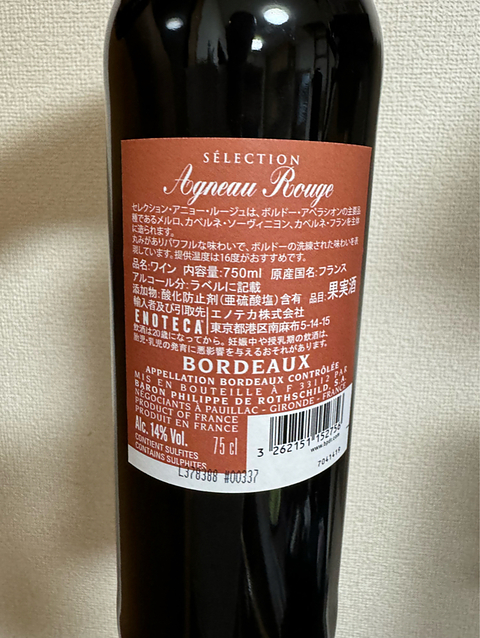 SÉLECTION
Agneau Rouge
セレクション・アニョー・ルージュは、ボルドー・アペラシオンの主要品
種であるメルロ、カベルネ・ソーヴィニヨン、カベルネ・フランを主体
に造られます。
丸みがありパワフルな味わいで、ボルドーの洗練された味わいを表
現しています。提供温度は16度がおすすめです。
品名:ワイン 内容量:750ml 原産国名:フランス
アルコール分:ラベルに記載
添加物:酸化防止剤(亜硫酸塩)含有 品目:果実酒
輸入者及び引取先 エノテカ株式会社
ENOTECA 東京都港区南麻布5-14-15
飲酒は20歳になってから。妊娠中や授乳期の飲酒は、
胎児・乳児の発育に悪影響を与えるおそれがあります。
BORDEAUX
APPELLATION BORDEAUX CONTRÔLÉE
MIS EN BOUTEILLE À F 33112 PAR
BARON PHILIPPE DE ROTHSCHILD, S.A.
NÉGOCIANTS À PAUILLAC - GIRONDE - FRANCE
PRODUCT OF FRANCE
PRODUIT EN FRANCE
Alc. 14% Vol. 75 cl
CONTIENT SULFITES
CONTAINS SULPHITES
3 262151 152756
www.bpdr.com
7041419
L378388 #00337